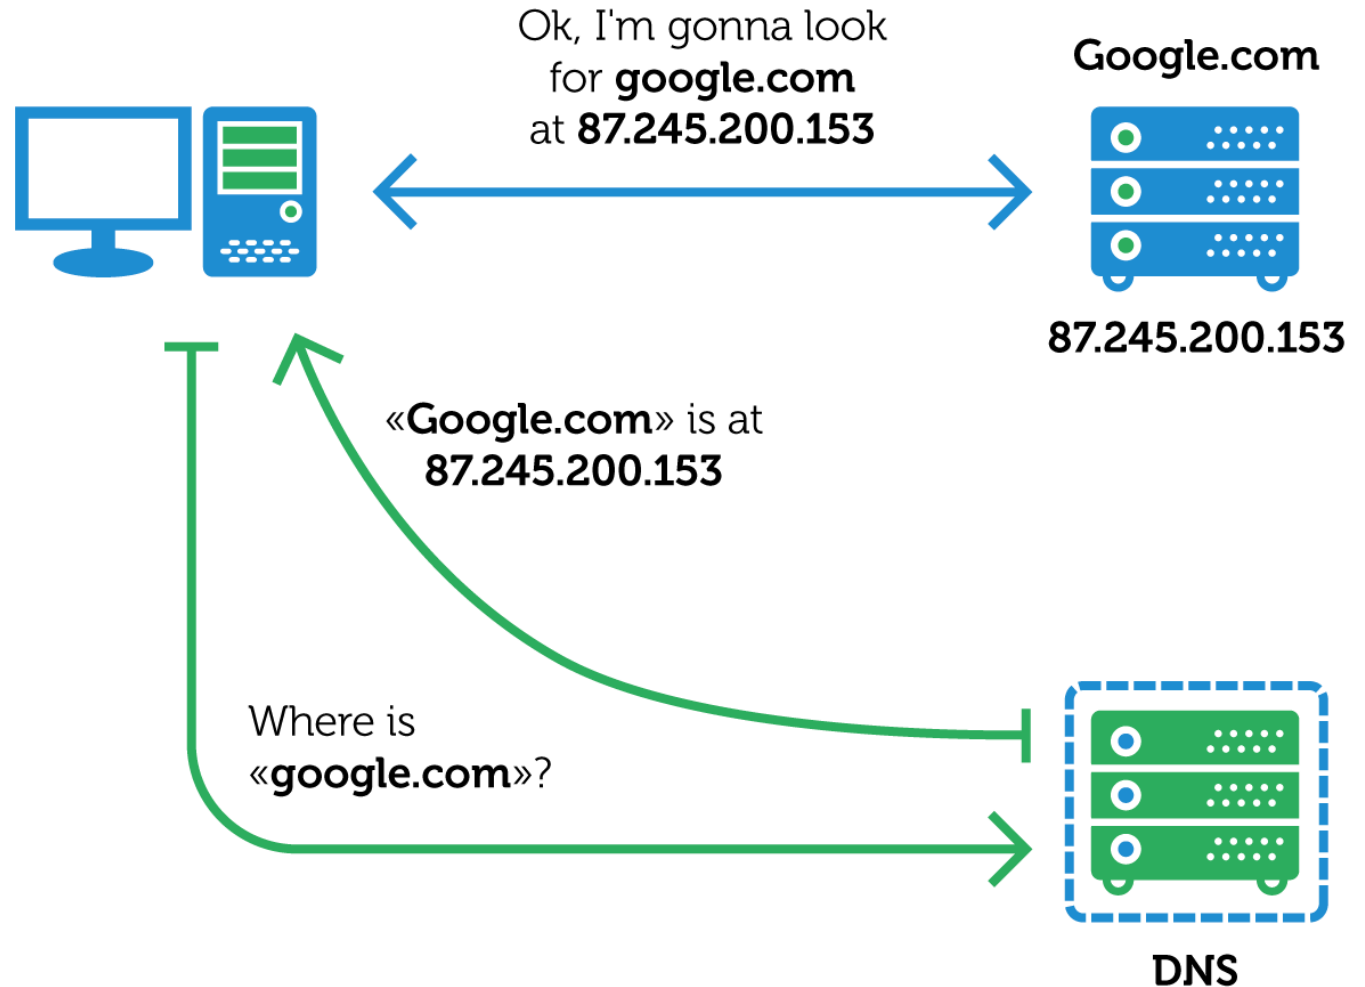 Ok, I'm gonna look
for google.com
at 87.245.200.153
Google.com
87.245.200.153
«Google.com» is at
87.245.200.153
Where is
«google.com»?
DNS